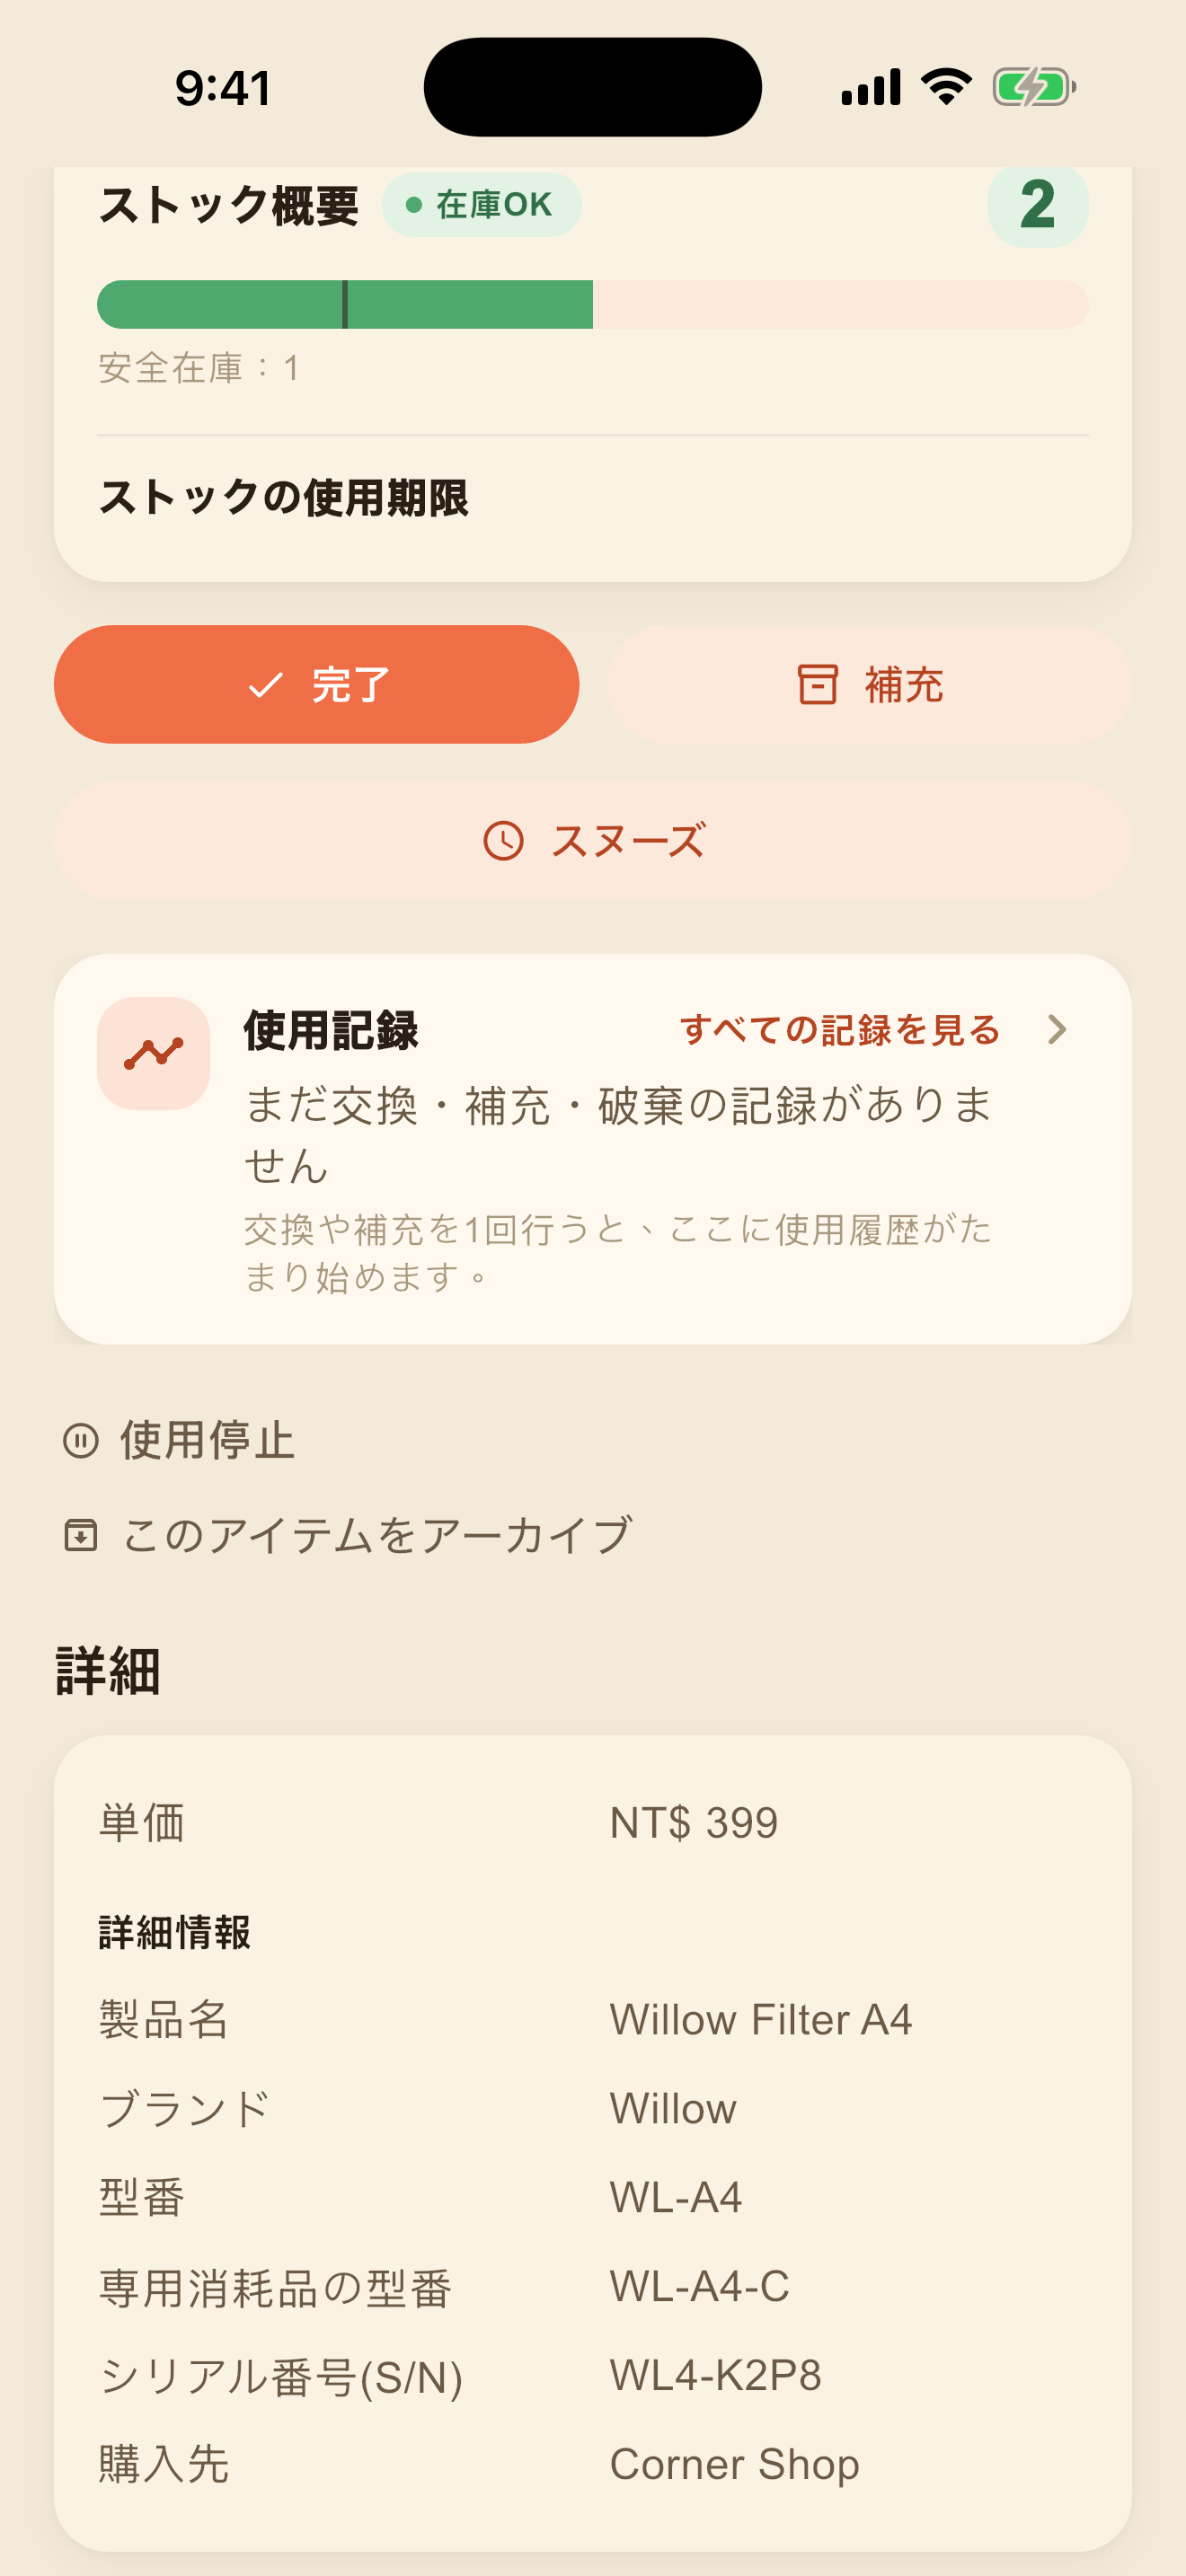 9:41
ストック概要
在庫OK
2
安全在庫：1
ストックの使用期限
完了
補充
スヌーズ
使用記録
すべての記録を見る
まだ交換・補充・破棄の記録がありま
せん
交換や補充を1回行うと、ここに使用履歴がた
まり始めます。
使用停止
このアイテムをアーカイブ
詳細
単価 NT$ 399
詳細情報
製品名 Willow Filter A4
ブランド Willow
型番 WL-A4
専用消耗品の型番 WL-A4-C
シリアル番号(S/N) WL4-K2P8
購入先 Corner Shop